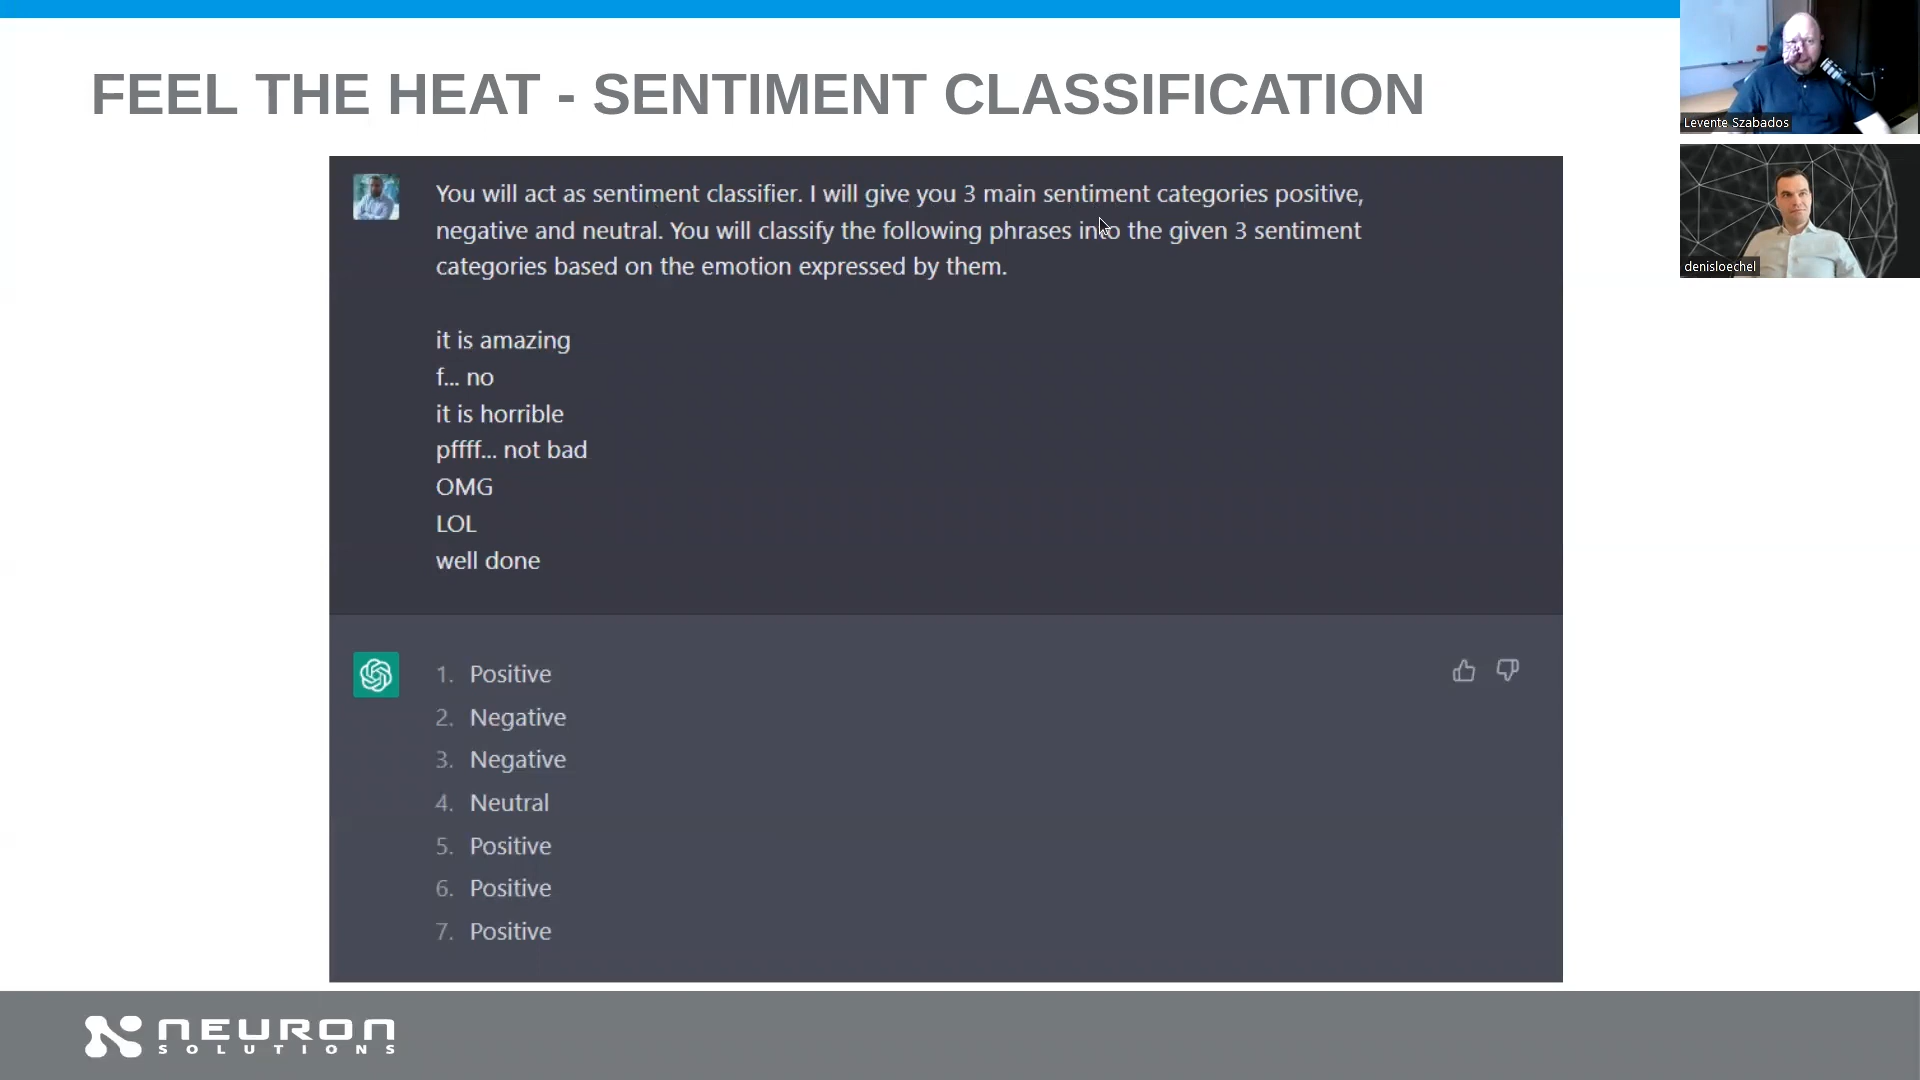 FEEL THE HEAT - SENTIMENT CLASSIFICATION
Levente Szabados
denisloechel
You will act as sentiment classifier. I will give you 3 main sentiment categories positive,
negative and neutral. You will classify the following phrases into the given 3 sentiment
categories based on the emotion expressed by them.
it is amazing
f... no
it is horrible
pffff... not bad
OMG
LOL
well done
1. Positive
2. Negative
3. Negative
4. Neutral
5. Positive
6. Positive
7. Positive
NEURON
SOLUTIONS